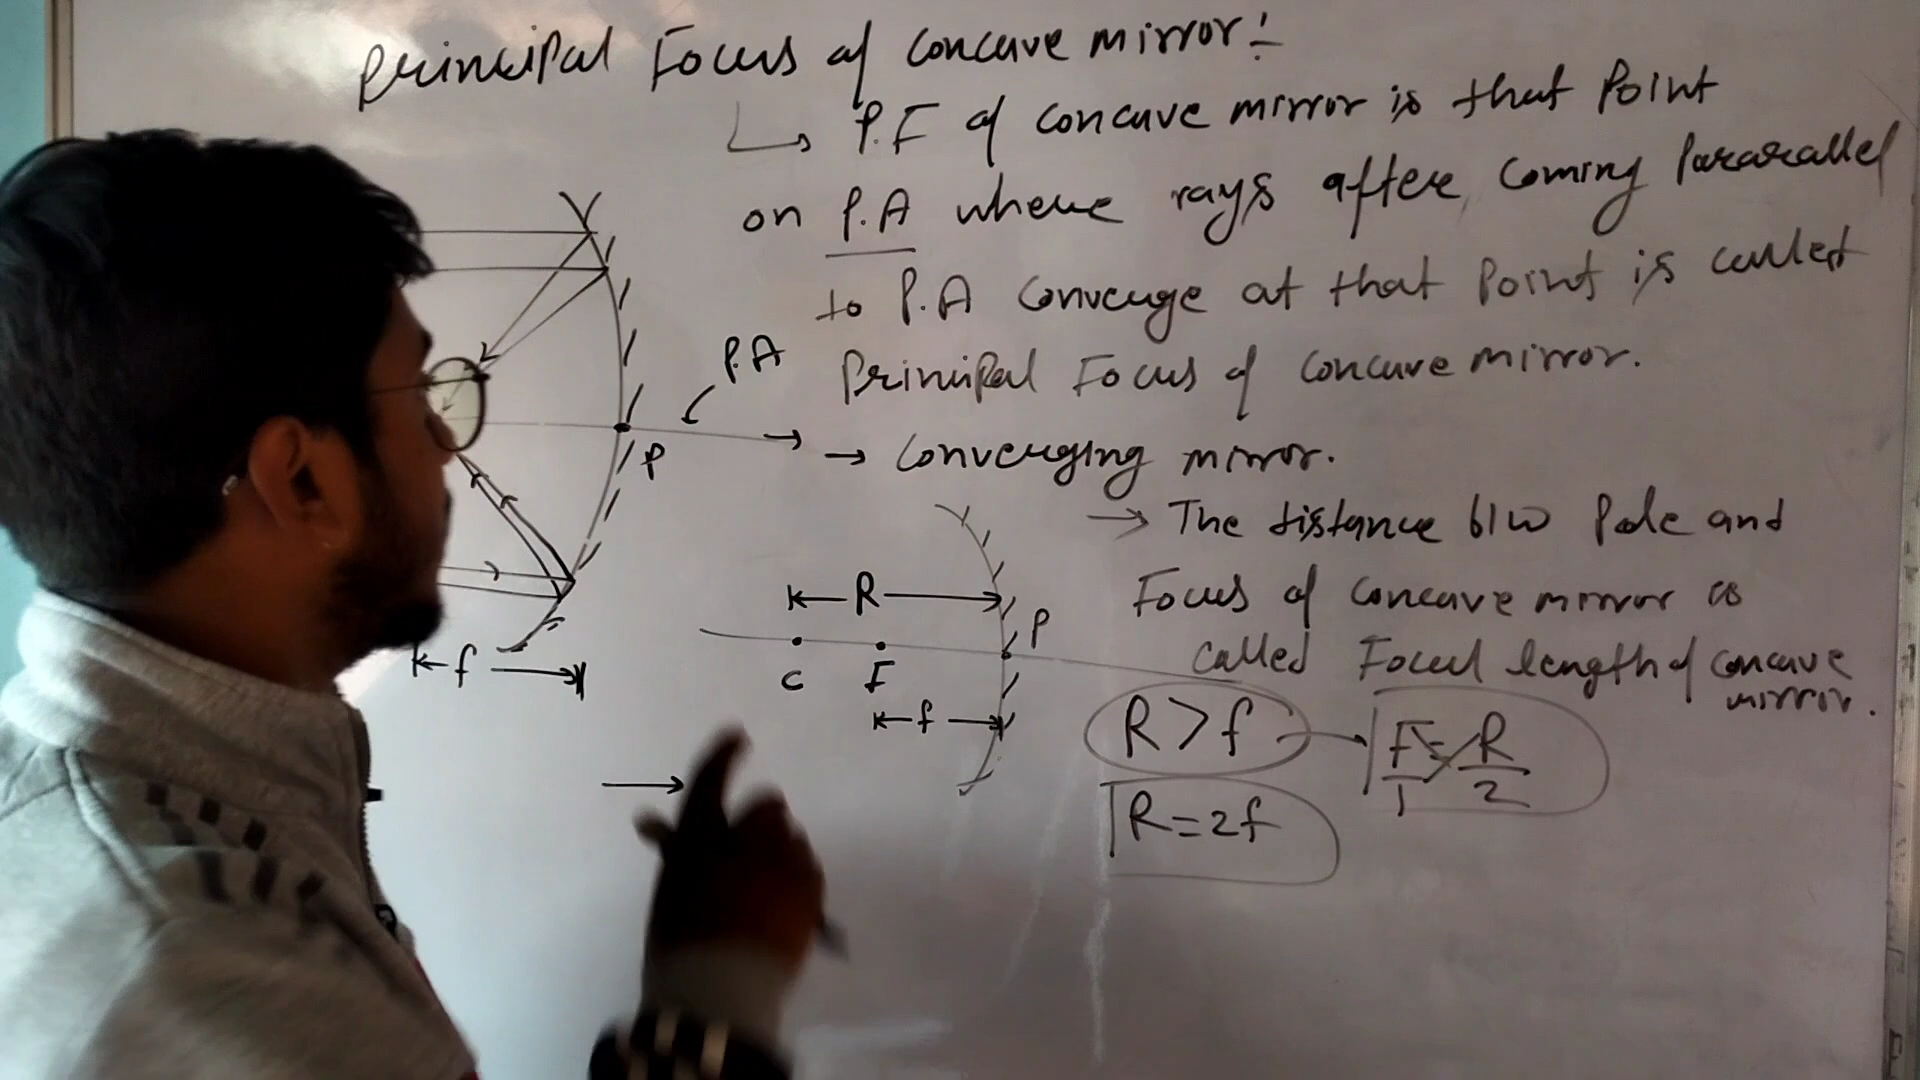 Principal Focus of concave mirror:-
↳ P.F of concave mirror is that Point
on P.A where rays after coming Pararallel
to P.A converge at that Point is called
Principal Focus of concave mirror.
P.A
→ Converging mirror.
P
→ The distance b/w Pole and
Focus of concave mirror is
called Focal length of concave
mirror.
R
P
C
F
f
f
R > f
F/1 = R/2
R = 2f